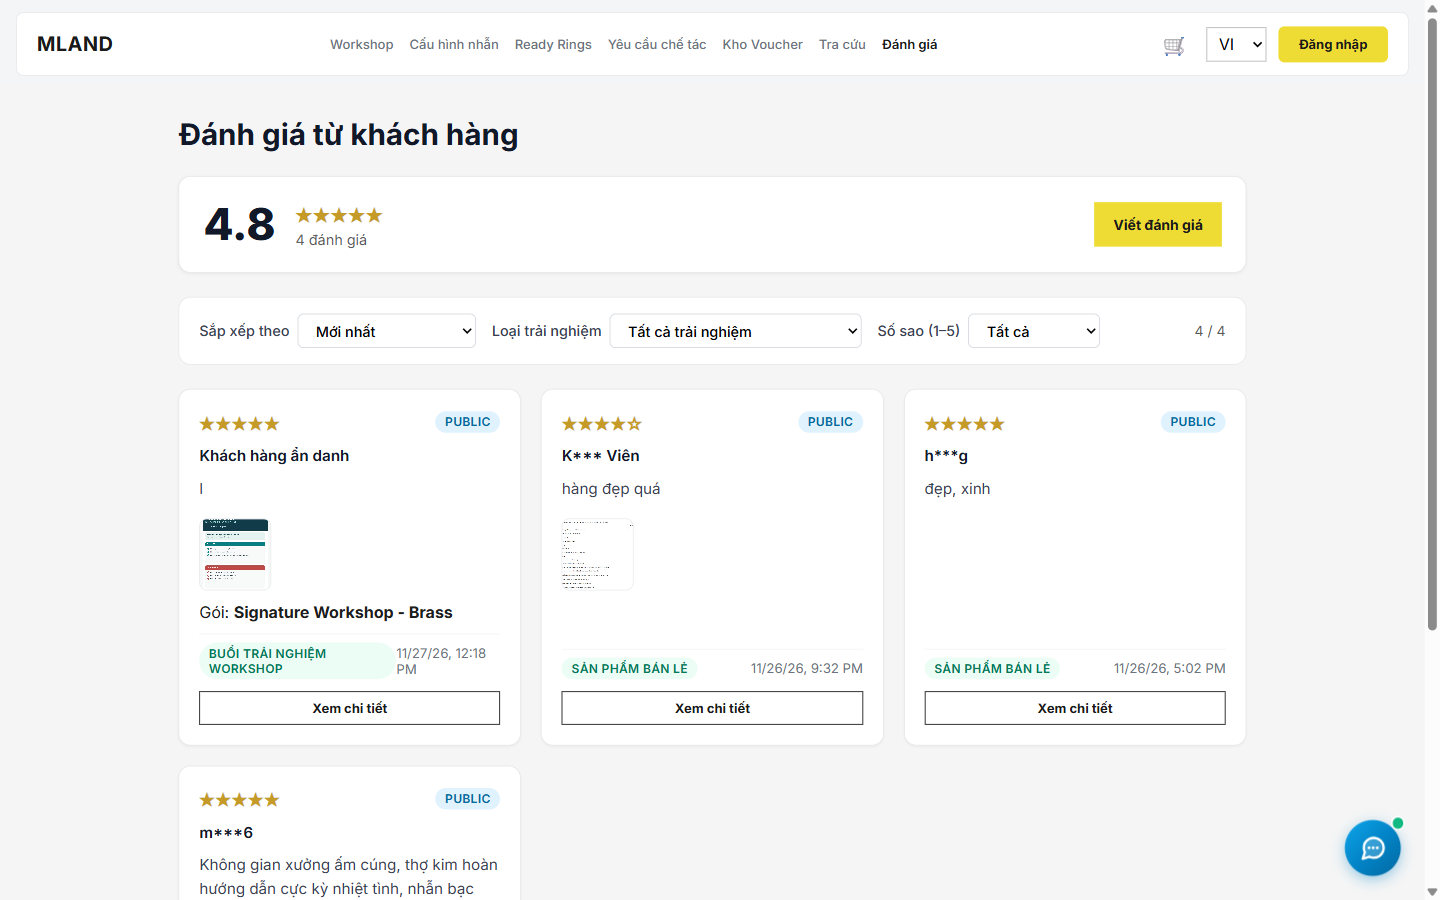 MLAND
Workshop Cấu hình nhẫn Ready Rings Yêu cầu chế tác Kho Voucher Tra cứu Đánh giá
VI
Đăng nhập
Đánh giá từ khách hàng
4.8
★★★★★
4 đánh giá
Viết đánh giá
Sắp xếp theo Mới nhất Loại trải nghiệm Tất cả trải nghiệm Số sao (1–5) Tất cả 4 / 4
★★★★★ PUBLIC
Khách hàng ẩn danh
l
Gói: Signature Workshop - Brass
BUỔI TRẢI NGHIỆM
WORKSHOP
11/27/26, 12:18
PM
Xem chi tiết
★★★★☆ PUBLIC
K*** Viên
hàng đẹp quá
SẢN PHẨM BÁN LẺ 11/26/26, 9:32 PM
Xem chi tiết
★★★★★ PUBLIC
h***g
đẹp, xinh
SẢN PHẨM BÁN LẺ 11/26/26, 5:02 PM
Xem chi tiết
★★★★★ PUBLIC
m***6
Không gian xưởng ấm cúng, thợ kim hoàn
hướng dẫn cực kỳ nhiệt tình, nhẫn bạc